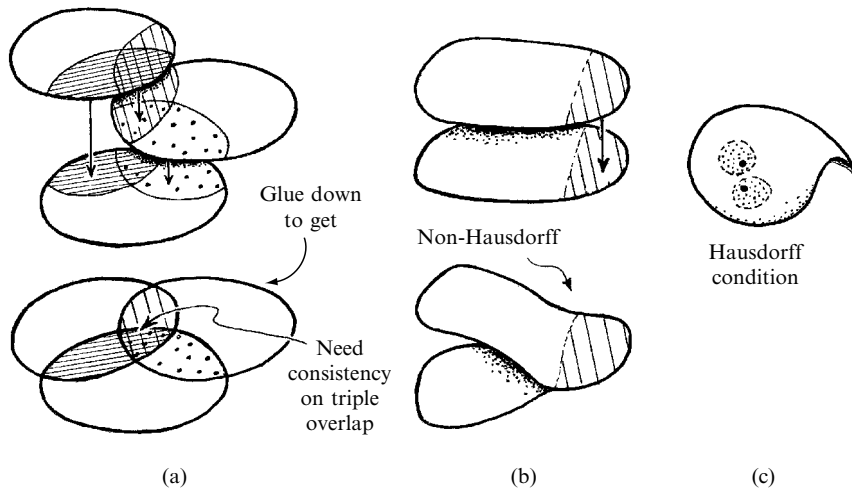 Glue down
to get
Need
consistency
on triple
overlap
(a)
Non-Hausdorff
(b)
Hausdorff
condition
(c)